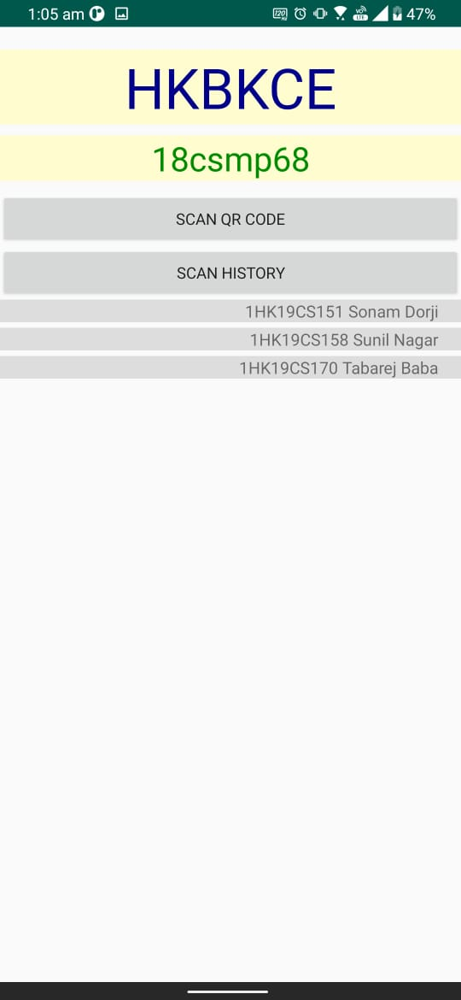 1:05 am 47%
HKBKCE
18csmp68
SCAN QR CODE
SCAN HISTORY
1HK19CS151 Sonam Dorji
1HK19CS158 Sunil Nagar
1HK19CS170 Tabarej Baba